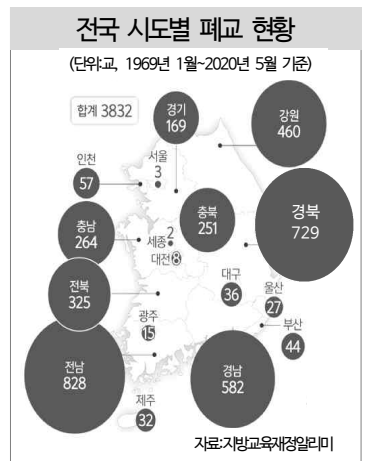 전국 시도별 폐교 현황
(단위:교, 1969년 1월~2020년 5월 기준)
합계 3832
경기
169
강원
460
인천
57
서울
3
충북
251
경북
729
충남
264
세종 2
대전 8
전북
325
대구
36
울산
27
광주
15
부산
44
전남
828
경남
582
제주
32
자료:지방교육재정알리미